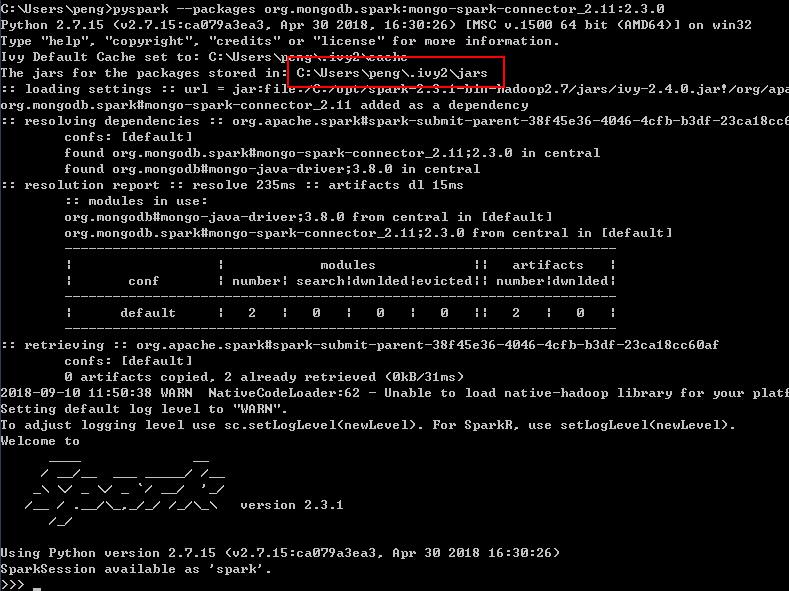 C:\Users\peng>pyspark --packages org.mongodb.spark:mongo-spark-connector_2.11:2.3.0
Python 2.7.15 (v2.7.15:ca079a3ea3, Apr 30 2018, 16:30:26) [MSC v.1500 64 bit (AMD64)] on win32
Type "help", "copyright", "credits" or "license" for more information.
Ivy Default Cache set to: C:\Users\peng\.ivy2\cache
The jars for the packages stored in: C:\Users\peng\.ivy2\jars
:: loading settings :: url = jar:file:/C:/opt/spark-2.3.1-bin-hadoop2.7/jars/ivy-2.4.0.jar!/org/apa
org.mongodb.spark#mongo-spark-connector_2.11 added as a dependency
:: resolving dependencies :: org.apache.spark#spark-submit-parent-38f45e36-4046-4cfb-b3df-23ca18cc6
confs: [default]
found org.mongodb.spark#mongo-spark-connector_2.11;2.3.0 in central
found org.mongodb#mongo-java-driver;3.8.0 in central
:: resolution report :: resolve 235ms :: artifacts dl 15ms
:: modules in use:
org.mongodb#mongo-java-driver;3.8.0 from central in [default]
org.mongodb.spark#mongo-spark-connector_2.11;2.3.0 from central in [default]
---------------------------------------------------------------------
|                  |            modules            ||   artifacts   |
|       conf       | number| search|dwnlded|evicted|| number|dwnlded|
---------------------------------------------------------------------
|      default     |   2   |   0   |   0   |   0   ||   2   |   0   |
---------------------------------------------------------------------
:: retrieving :: org.apache.spark#spark-submit-parent-38f45e36-4046-4cfb-b3df-23ca18cc60af
confs: [default]
0 artifacts copied, 2 already retrieved (0kB/31ms)
2018-09-10 11:50:38 WARN  NativeCodeLoader:62 - Unable to load native-hadoop library for your platf
Setting default log level to "WARN".
To adjust logging level use sc.setLogLevel(newLevel). For SparkR, use setLogLevel(newLevel).
Welcome to
      ____              __
     / __/__  ___ _____/ /__
    _\ \/ _ \/ _ `/ __/  '_/
   /__ / .__/\_,_/_/ /_/\_\   version 2.3.1
      /_/
Using Python version 2.7.15 (v2.7.15:ca079a3ea3, Apr 30 2018 16:30:26)
SparkSession available as 'spark'.
>>> _